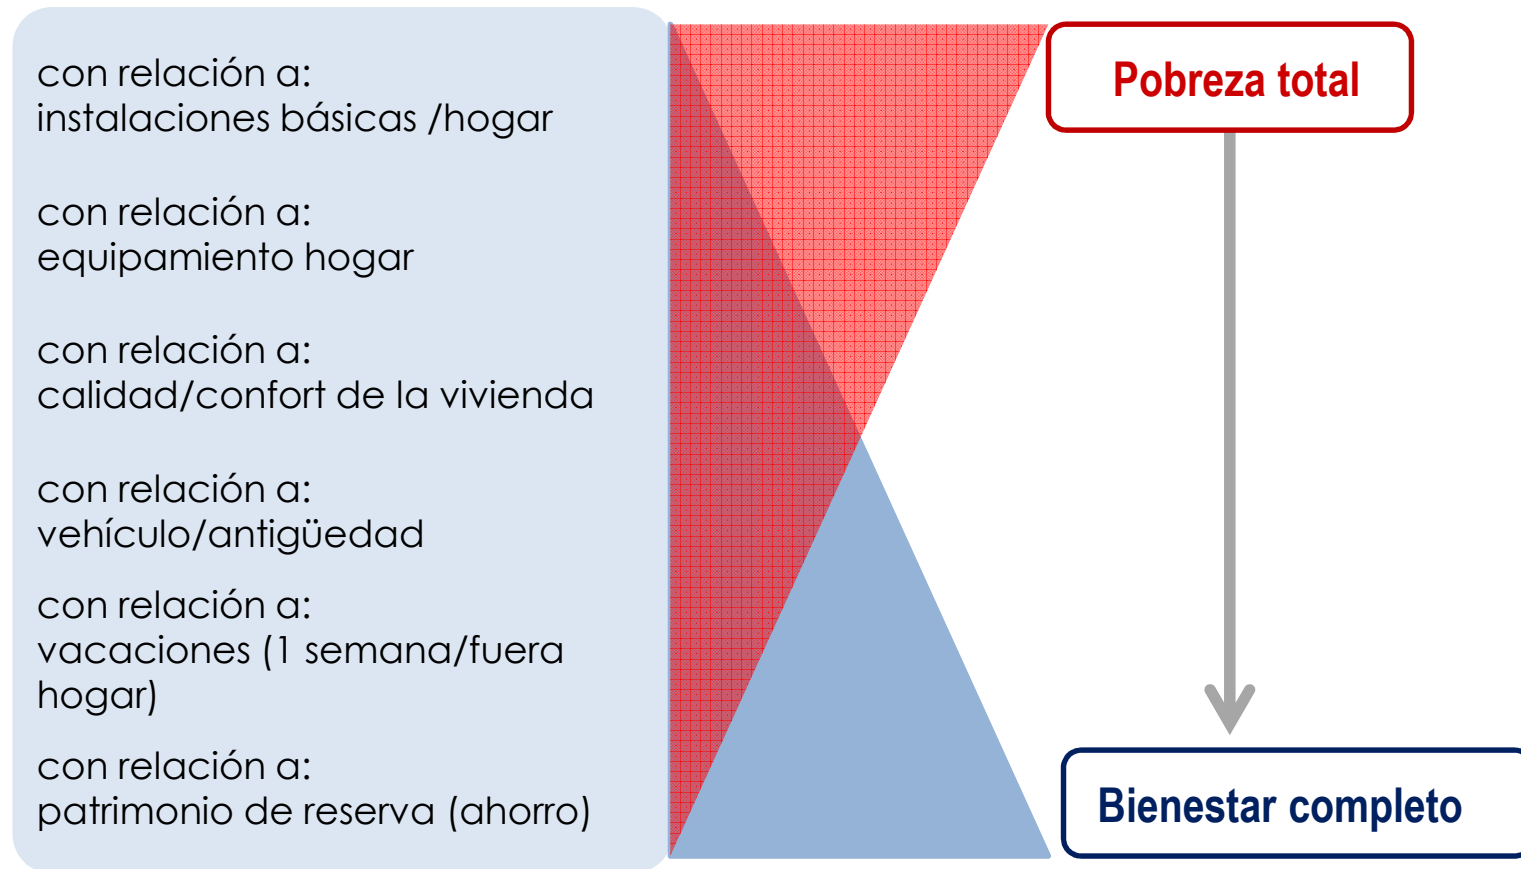 con relación a:
instalaciones básicas /hogar
con relación a:
equipamiento hogar
con relación a:
calidad/confort de la vivienda
con relación a:
vehículo/antigüedad
con relación a:
vacaciones (1 semana/fuera
hogar)
con relación a:
patrimonio de reserva (ahorro)
Pobreza total
Bienestar completo